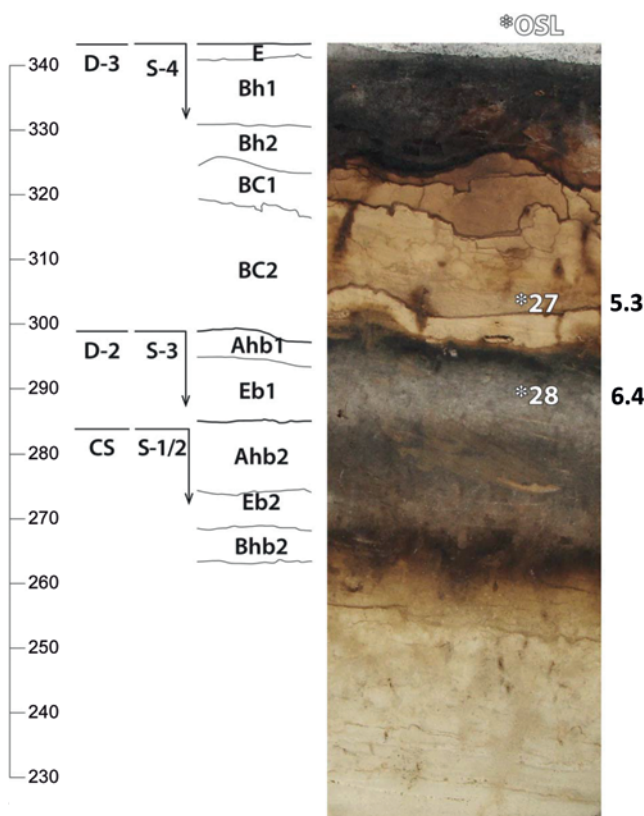 *OSL
340
D-3
S-4
E
Bh1
330
Bh2
320
BC1
310
BC2
*27
5.3
300
D-2
S-3
Ahb1
290
Eb1
*28
6.4
280
CS
S-1/2
Ahb2
270
Eb2
Bhb2
260
250
240
230